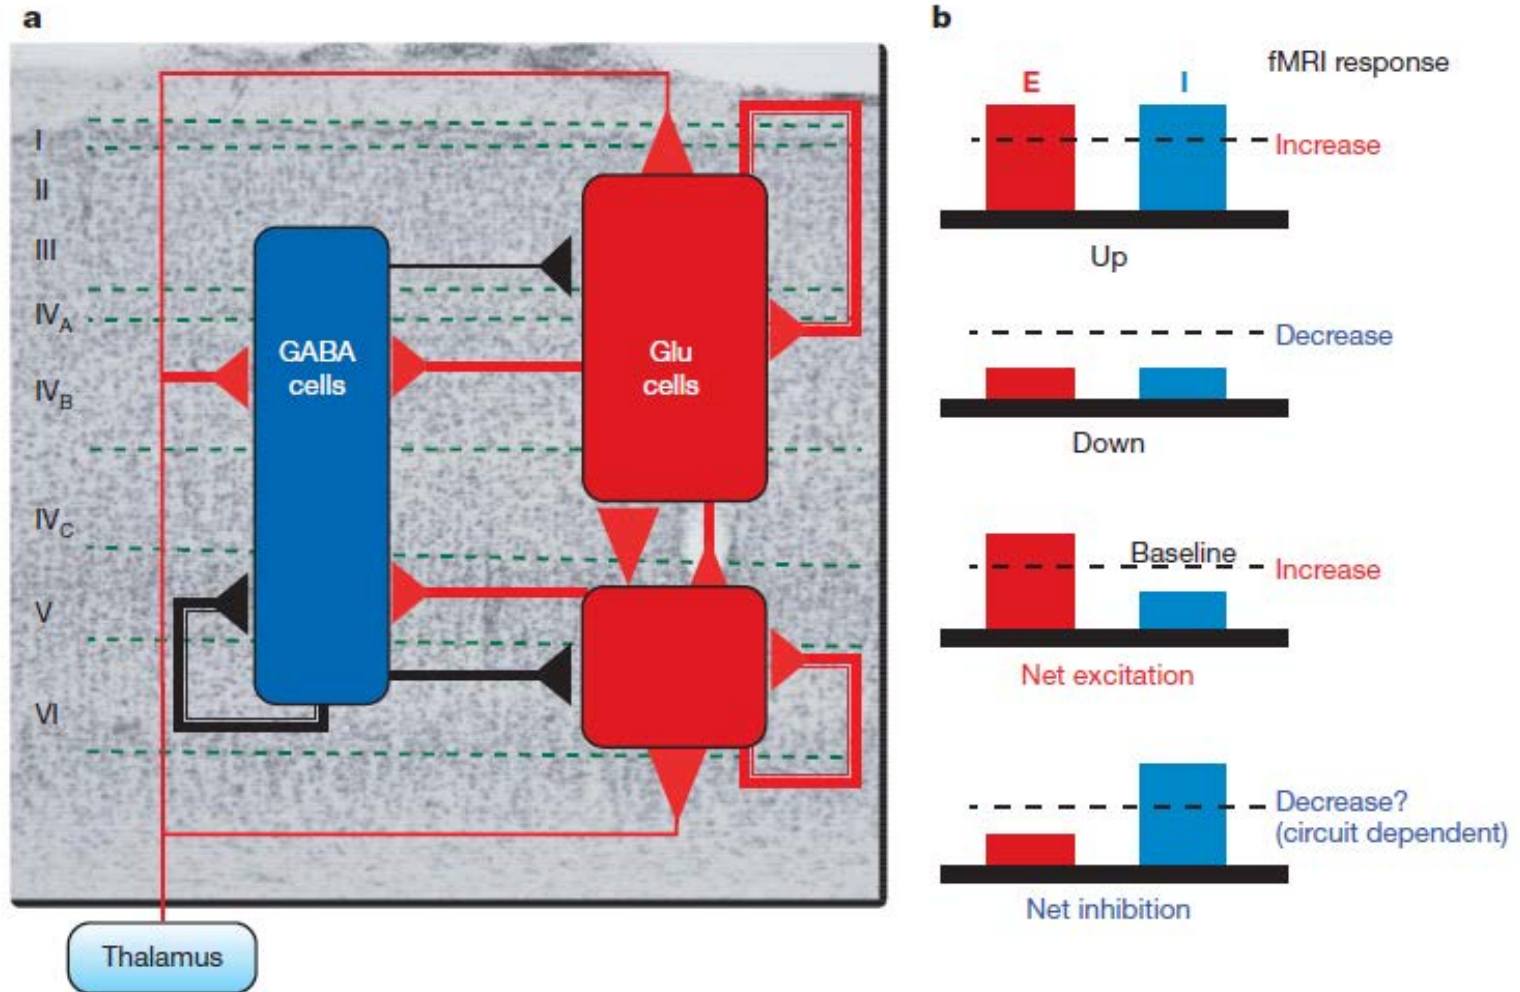 a
I
II
III
IVA
IVB
IVC
V
VI
GABA
cells
Glu
cells
Thalamus
b
fMRI response
E
I
Increase
Up
Decrease
Down
Baseline
Increase
Net excitation
Decrease?
(circuit dependent)
Net inhibition